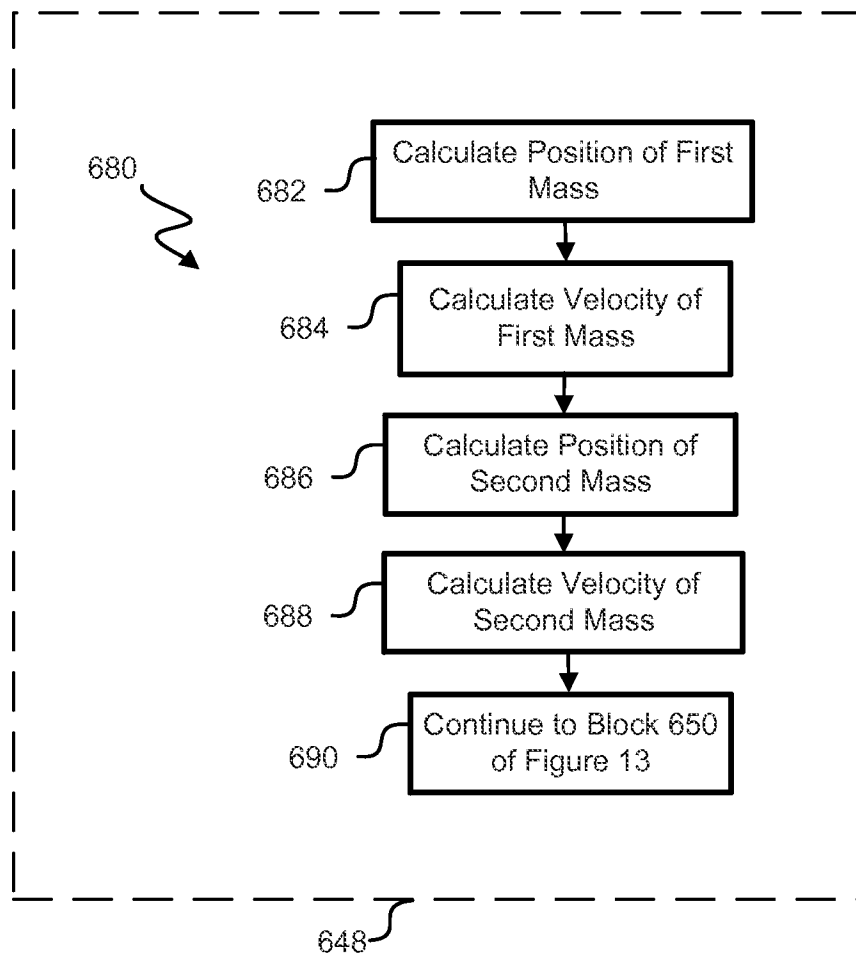 680
682
Calculate Position of First
Mass
684
Calculate Velocity of
First Mass
686
Calculate Position of
Second Mass
688
Calculate Velocity of
Second Mass
690
Continue to Block 650
of Figure 13
648